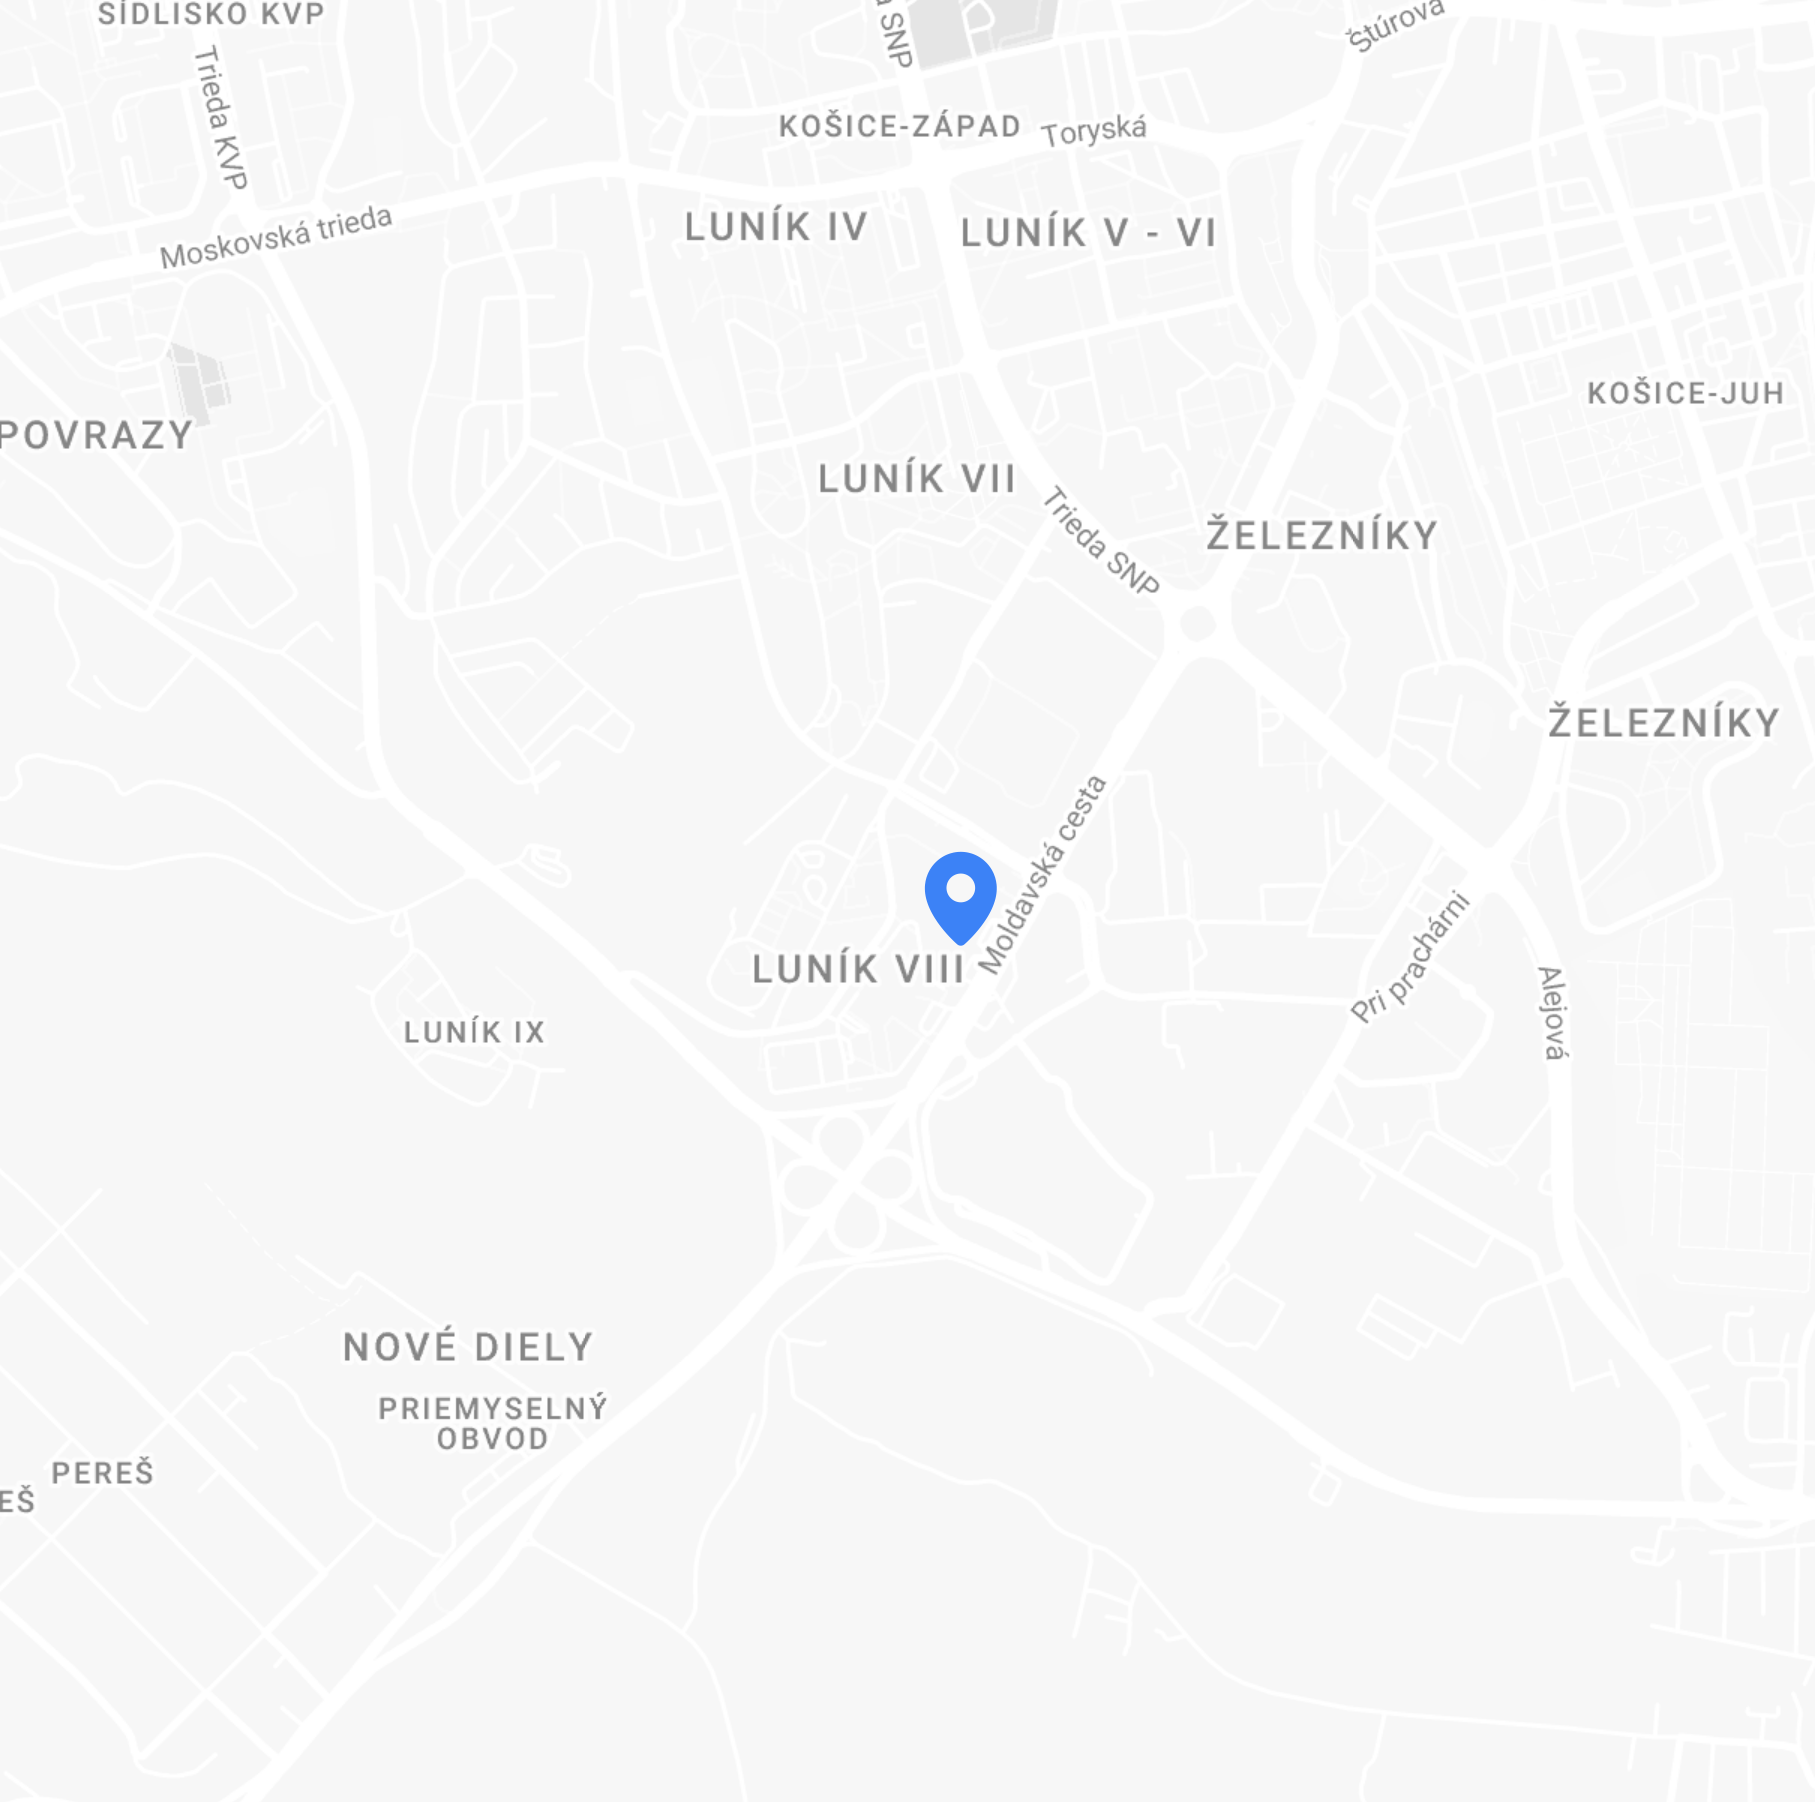 SÍDLISKO KVP
Štúrova
a SNP
Trieda KVP
KOŠICE-ZÁPAD
Toryská
Moskovská trieda
LUNÍK IV
LUNÍK V - VI
KOŠICE-JUH
POVRAZY
LUNÍK VII
Trieda SNP
ŽELEZNÍKY
ŽELEZNÍKY
Moldavská cesta
Pri prachárni
LUNÍK VIII
Alejová
LUNÍK IX
NOVÉ DIELY
PRIEMYSELNÝ
OBVOD
PEREŠ
EŠ